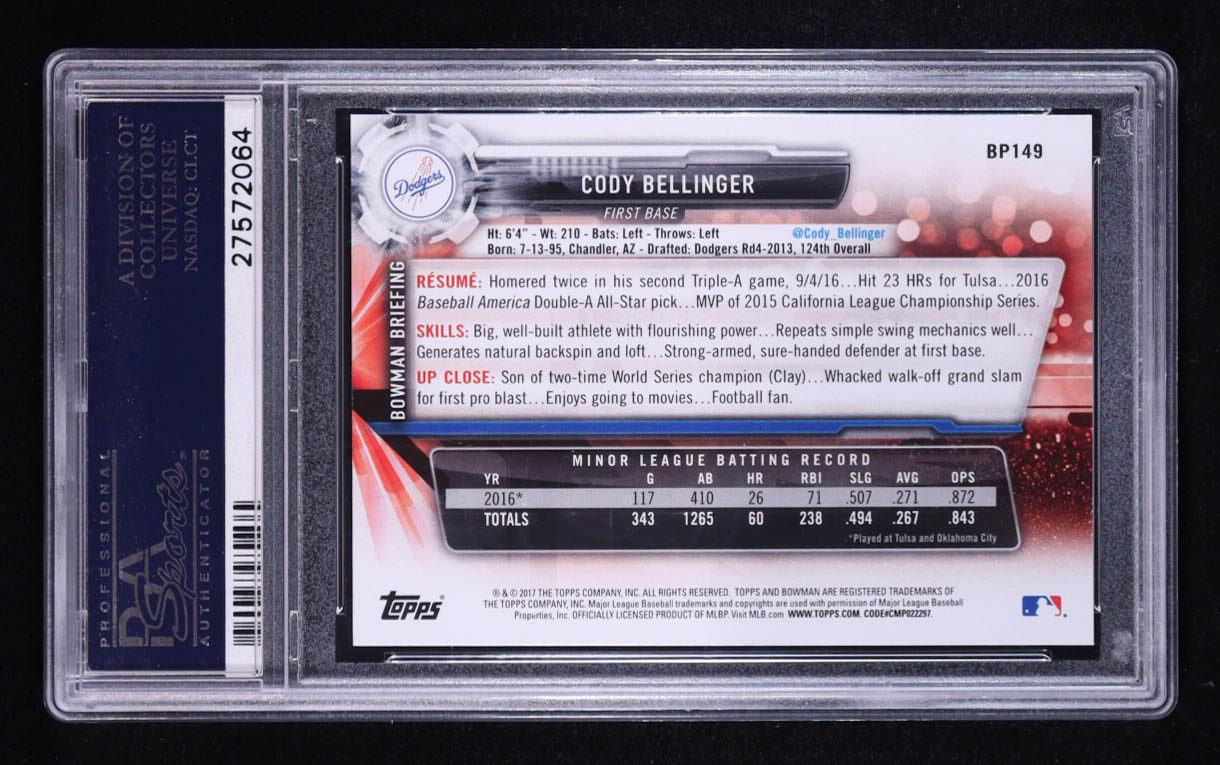 A DIVISION OF
COLLECTORS
UNIVERSE
NASDAQ: CLCT
PROFESSIONAL
PSA
Sports
AUTHENTICATOR
27572064
BP149
Dodgers
CODY BELLINGER
FIRST BASE
Ht: 6'4" - Wt: 210 - Bats: Left - Throws: Left @Cody_Bellinger
Born: 7-13-95, Chandler, AZ - Drafted: Dodgers Rd4-2013, 124th Overall
BOWMAN BRIEFING
RÉSUMÉ: Homered twice in his second Triple-A game, 9/4/16...Hit 23 HRs for Tulsa...2016
Baseball America Double-A All-Star pick...MVP of 2015 California League Championship Series.
SKILLS: Big, well-built athlete with flourishing power...Repeats simple swing mechanics well...
Generates natural backspin and loft...Strong-armed, sure-handed defender at first base.
UP CLOSE: Son of two-time World Series champion (Clay)...Whacked walk-off grand slam
for first pro blast...Enjoys going to movies...Football fan.
MINOR LEAGUE BATTING RECORD
YR G AB HR RBI SLG AVG OPS
2016* 117 410 26 71 .507 .271 .872
TOTALS 343 1265 60 238 .494 .267 .843
*Played at Tulsa and Oklahoma City
topps®
® & © 2017 THE TOPPS COMPANY, INC. ALL RIGHTS RESERVED. TOPPS AND BOWMAN ARE REGISTERED TRADEMARKS OF
THE TOPPS COMPANY, INC. Major League Baseball trademarks and copyrights are used with permission of Major League Baseball
Properties, Inc. OFFICIALLY LICENSED PRODUCT OF MLBP. Visit MLB.com WWW.TOPPS.COM. CODE#CMP022297.